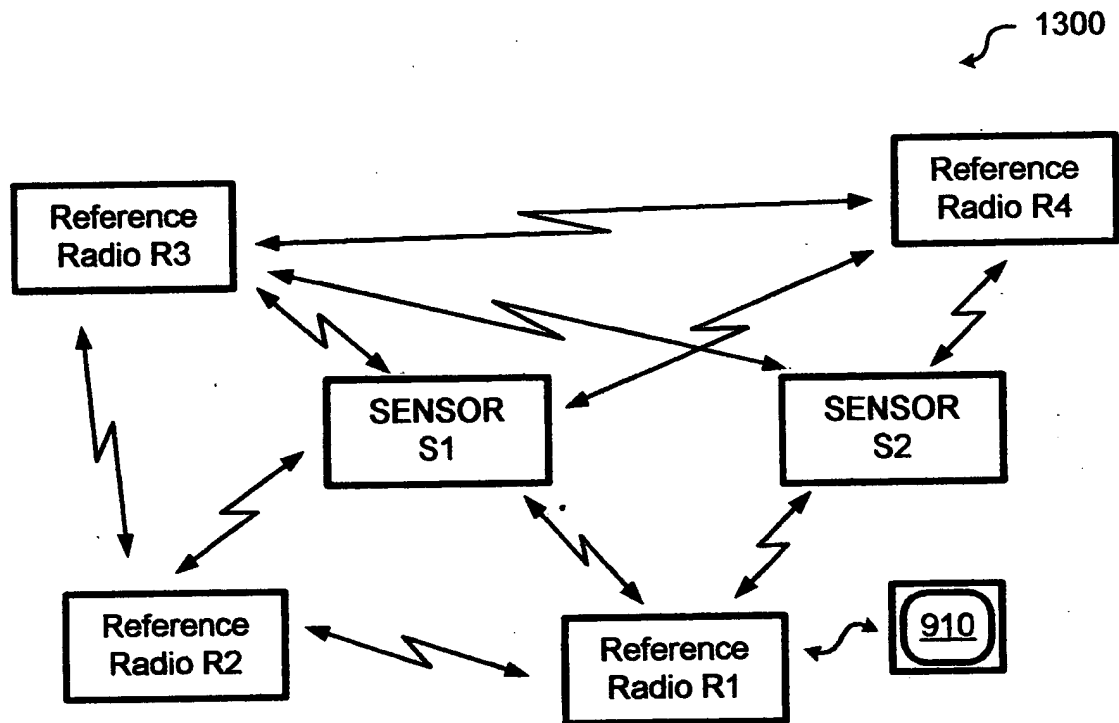 1300
Reference
Radio R4
Reference
Radio R3
SENSOR
S1
SENSOR
S2
Reference
Radio R2
Reference
Radio R1
910